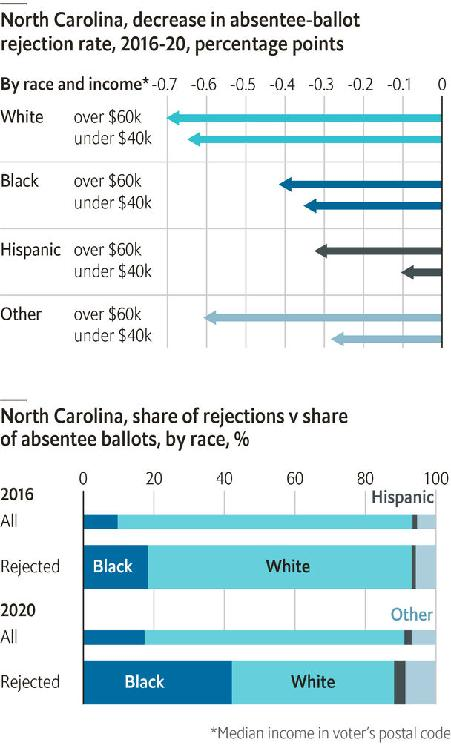 North Carolina, decrease in absentee-ballot
rejection rate, 2016-20, percentage points
By race and income* -0.7 -0.6 -0.5 -0.4 -0.3 -0.2 -0.1 0
White over $60k
under $40k
Black over $60k
under $40k
Hispanic over $60k
under $40k
Other over $60k
under $40k
North Carolina, share of rejections v share
of absentee ballots, by race, %
0 20 40 60 80 100
2016 Hispanic
All
Rejected Black White
2020 Other
All
Rejected Black White
*Median income in voter's postal code